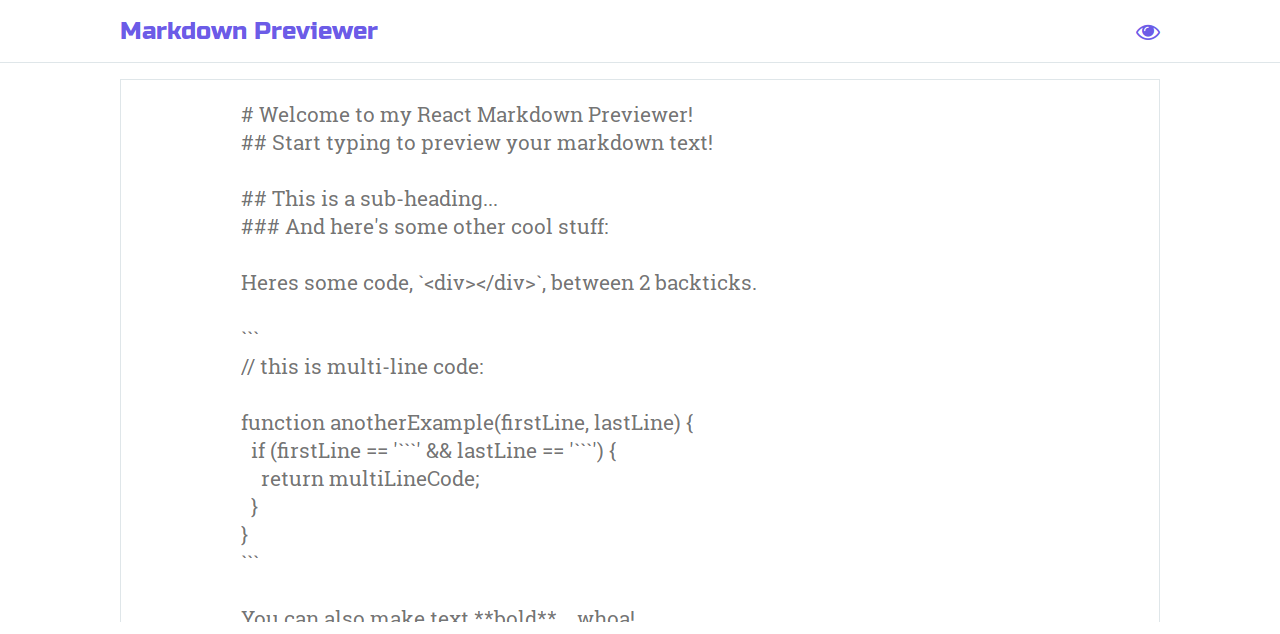 Markdown Previewer
# Welcome to my React Markdown Previewer!
## Start typing to preview your markdown text!
## This is a sub-heading...
### And here's some other cool stuff:
Heres some code, `<div></div>`, between 2 backticks.
```
// this is multi-line code:
function anotherExample(firstLine, lastLine) {
  if (firstLine == '```' && lastLine == '```') {
    return multiLineCode;
  }
}
```
You can also make text **bold**... whoa!